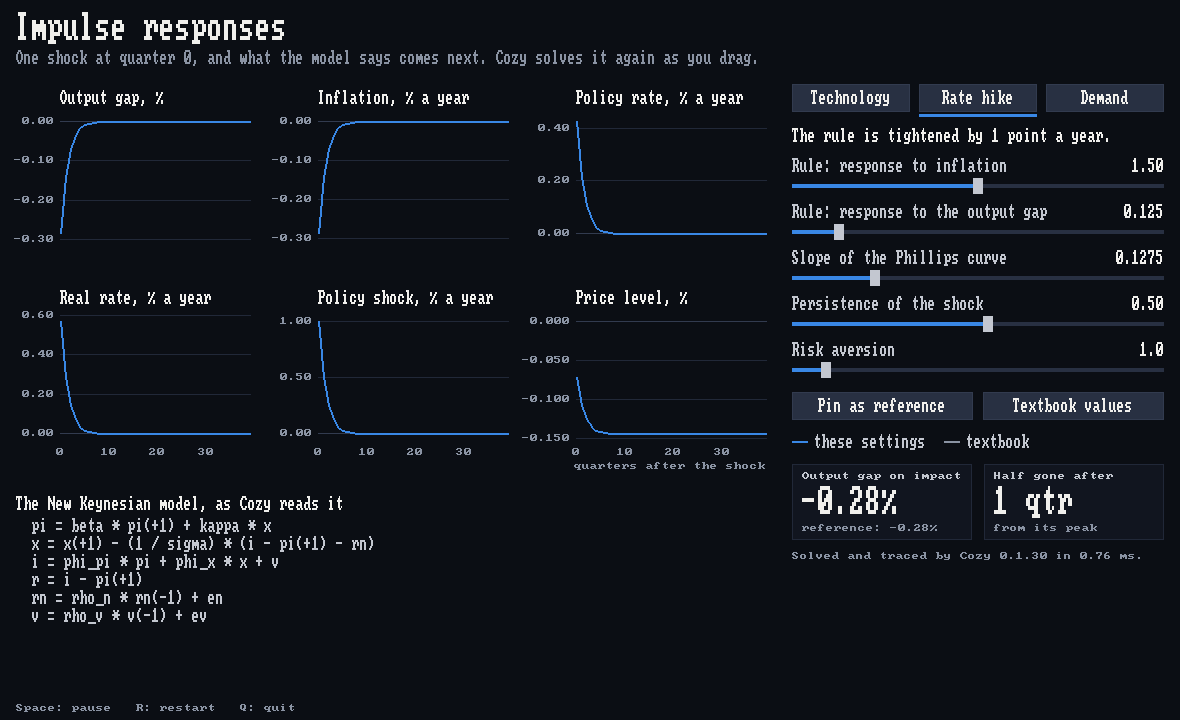 Impulse responses
One shock at quarter 0, and what the model says comes next. Cozy solves it again as you drag.
Output gap, %
0.00
-0.10
-0.20
-0.30
Inflation, % a year
0.00
-0.10
-0.20
-0.30
Policy rate, % a year
0.40
0.20
0.00
Real rate, % a year
0.60
0.40
0.20
0.00
0 10 20 30
Policy shock, % a year
1.00
0.50
0.00
0 10 20 30
Price level, %
0.000
-0.050
-0.100
-0.150
0 10 20 30
quarters after the shock
The New Keynesian model, as Cozy reads it
pi = beta * pi(+1) + kappa * x
x = x(+1) - (1 / sigma) * (i - pi(+1) - rn)
i = phi_pi * pi + phi_x * x + v
r = i - pi(+1)
rn = rho_n * rn(-1) + en
v = rho_v * v(-1) + ev
Technology Rate hike Demand
The rule is tightened by 1 point a year.
Rule: response to inflation 1.50
Rule: response to the output gap 0.125
Slope of the Phillips curve 0.1275
Persistence of the shock 0.50
Risk aversion 1.0
Pin as reference Textbook values
these settings textbook
Output gap on impact
-0.28%
reference: -0.28%
Half gone after
1 qtr
from its peak
Solved and traced by Cozy 0.1.30 in 0.76 ms.
Space: pause R: restart Q: quit